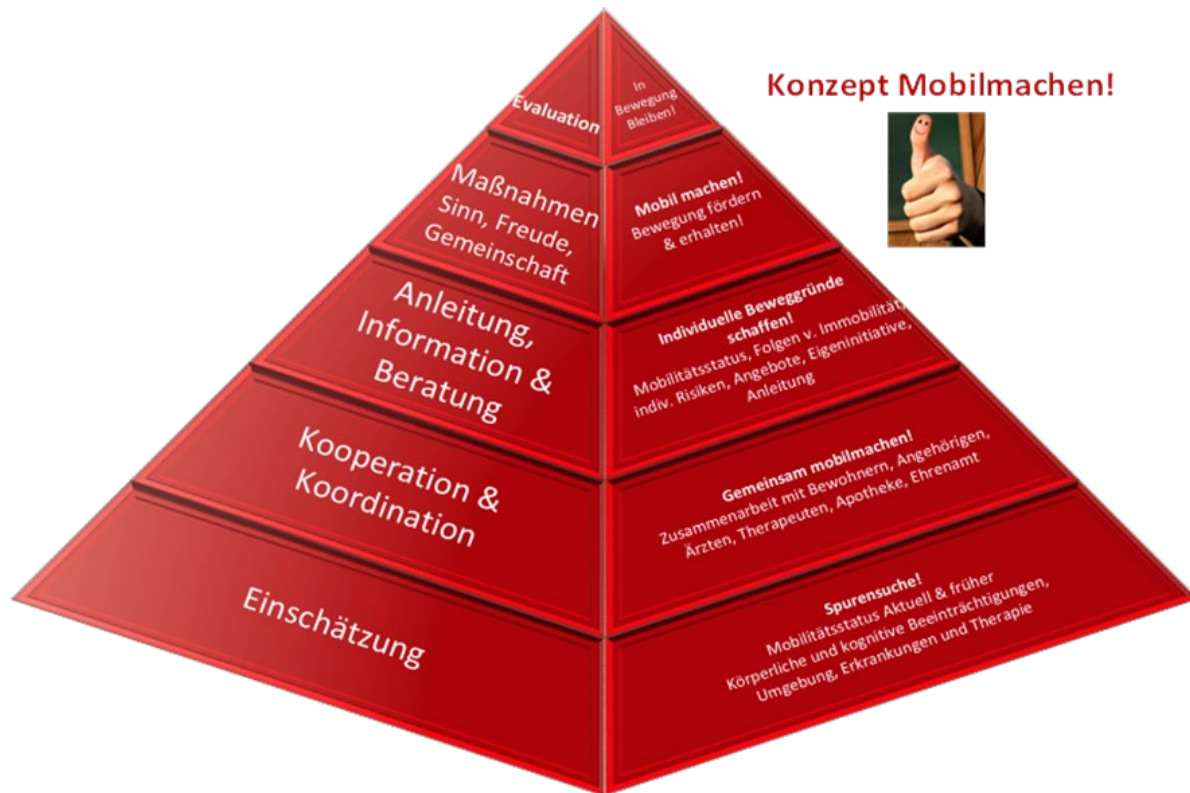 Konzept Mobilmachen!
Evaluation
In
Bewegung
Bleiben!
Maßnahmen
Sinn, Freude,
Gemeinschaft
Mobil machen!
Bewegung fördern
& erhalten!
Anleitung,
Information &
Beratung
Individuelle Beweggründe
schaffen!
Mobilitätsstatus, Folgen v. Immobilität,
indiv. Risiken, Angebote, Eigeninitiative,
Anleitung
Kooperation &
Koordination
Gemeinsam mobilmachen!
Zusammenarbeit mit Bewohnern, Angehörigen,
Ärzten, Therapeuten, Apotheke, Ehrenamt
Einschätzung
Spurensuche!
Mobilitätsstatus Aktuell & früher
Körperliche und kognitive Beeinträchtigungen,
Umgebung, Erkrankungen und Therapie